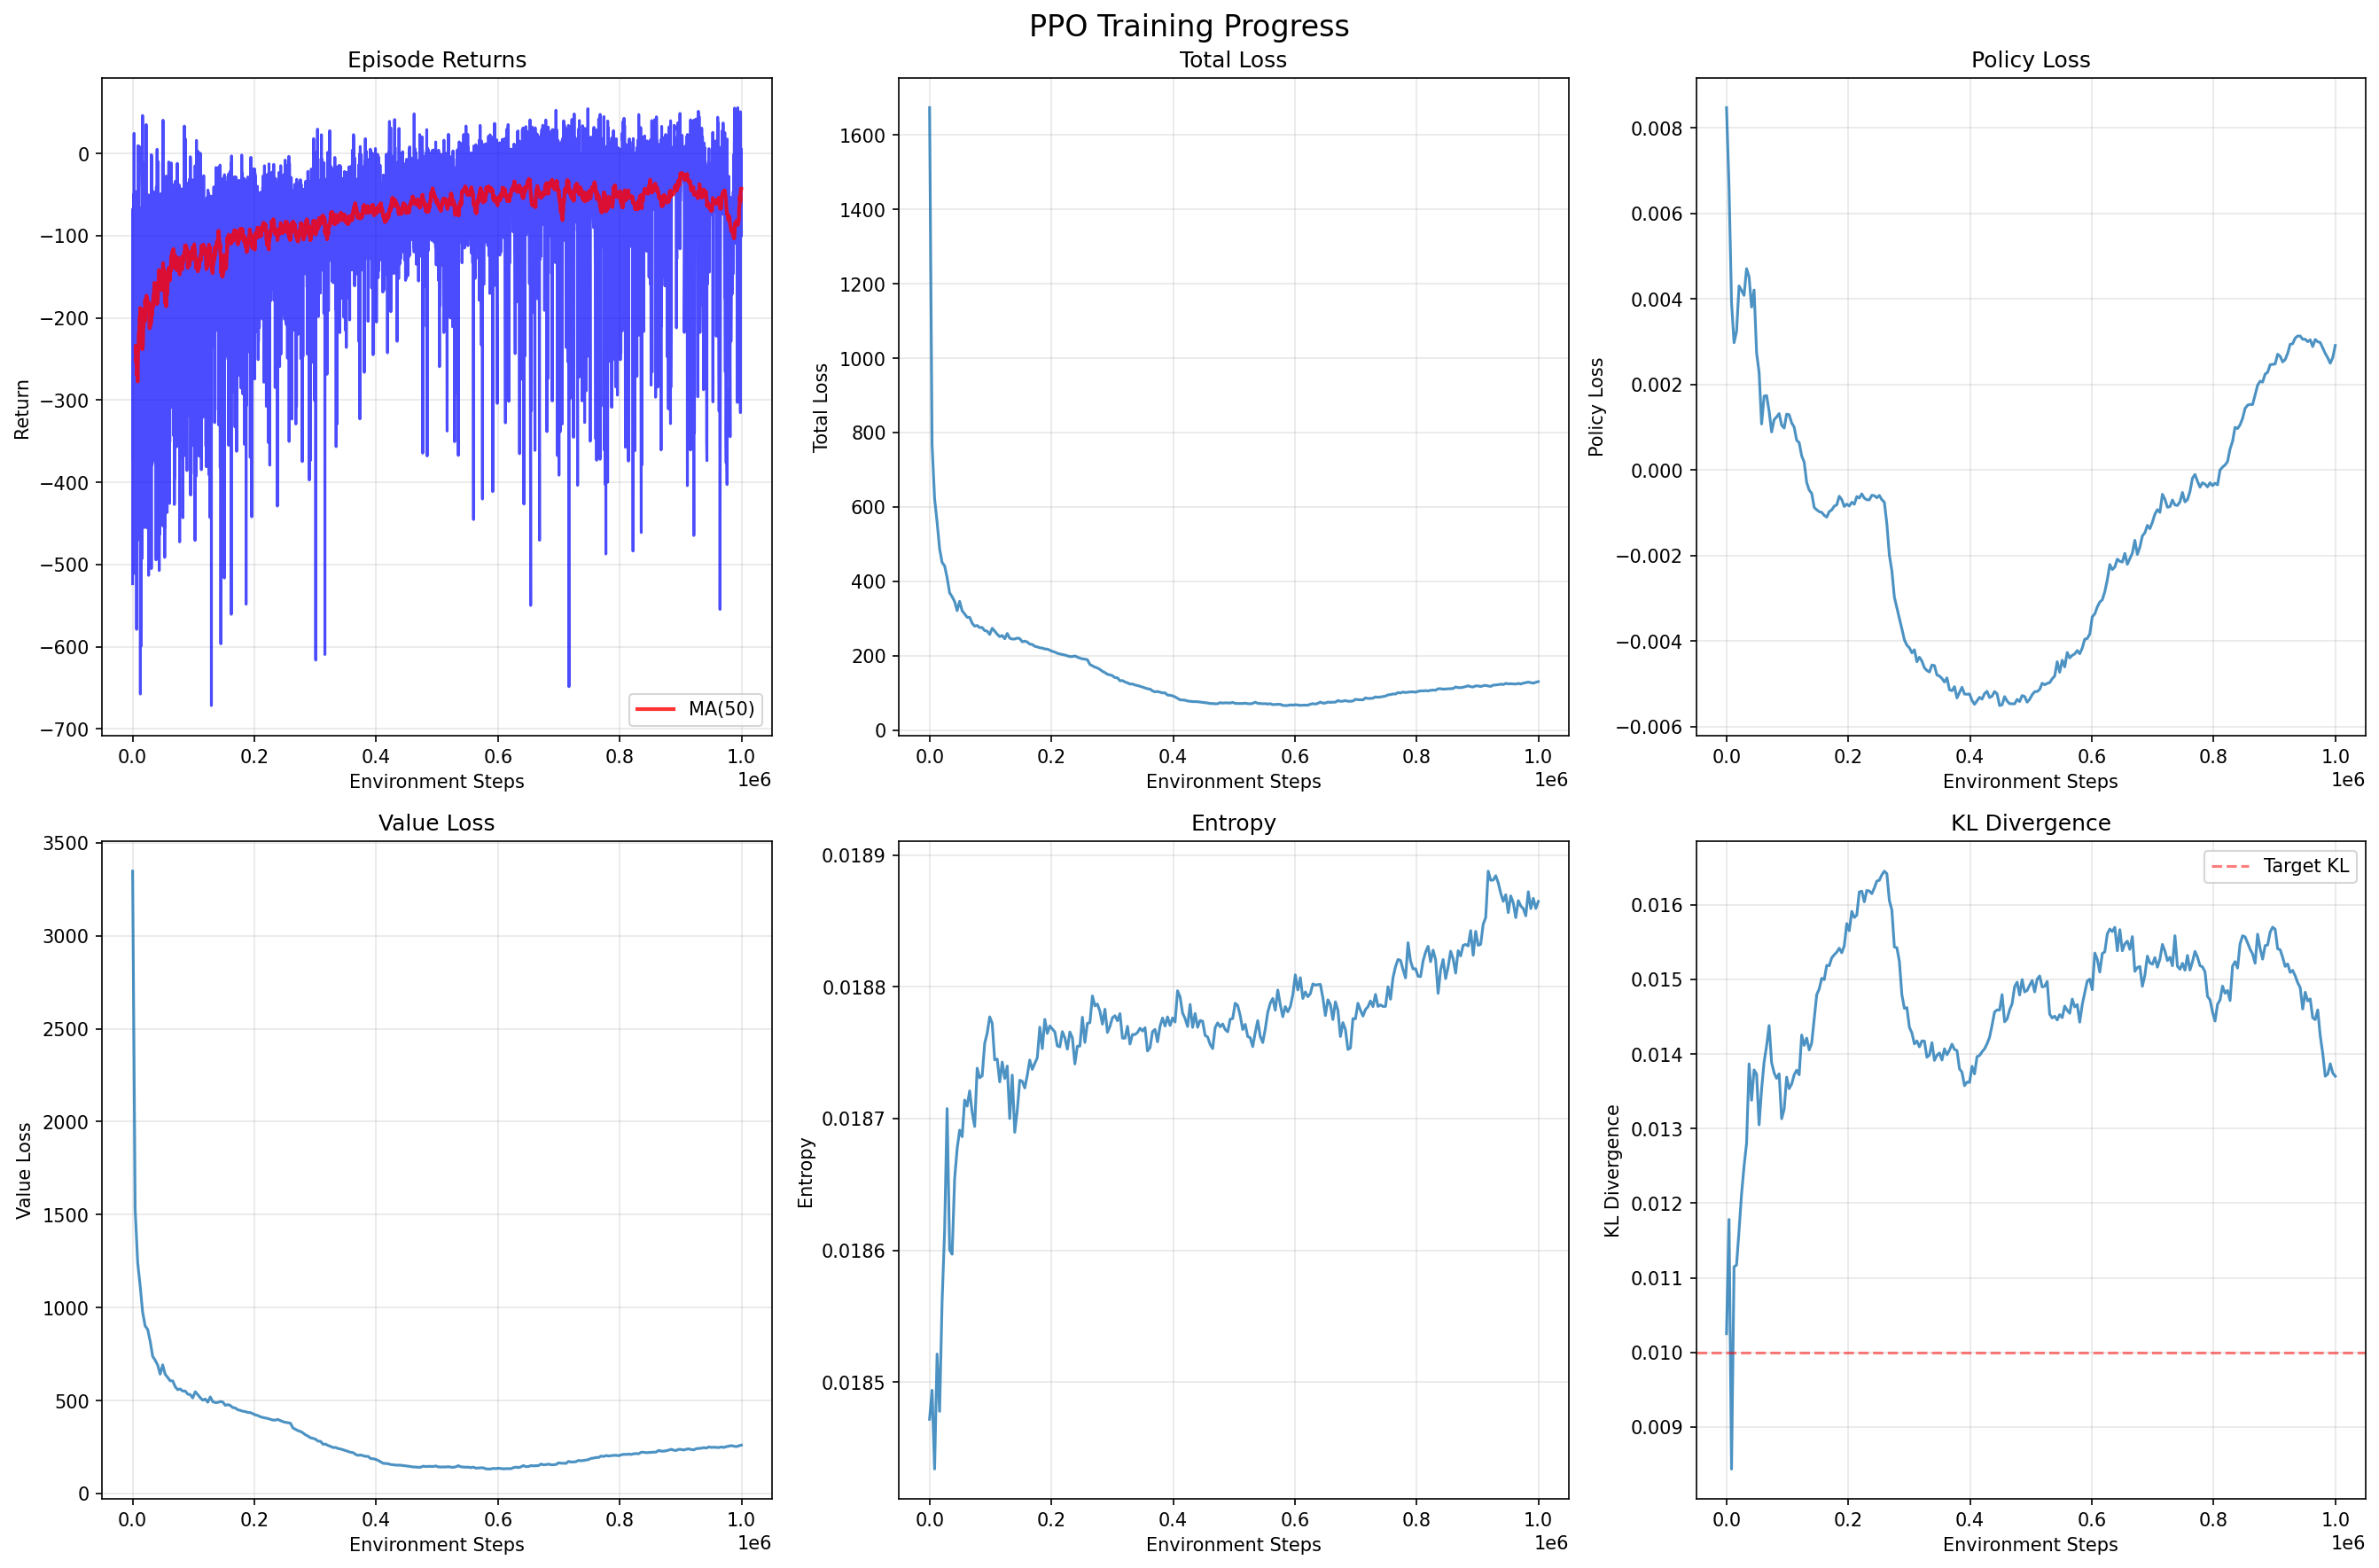 PPO Training Progress
Episode Returns
Return
0
−100
−200
−300
−400
−500
−600
−700
MA(50)
0.0 0.2 0.4 0.6 0.8 1.0
1e6
Environment Steps
Total Loss
Total Loss
1600
1400
1200
1000
800
600
400
200
0
0.0 0.2 0.4 0.6 0.8 1.0
1e6
Environment Steps
Policy Loss
Policy Loss
0.008
0.006
0.004
0.002
0.000
−0.002
−0.004
−0.006
0.0 0.2 0.4 0.6 0.8 1.0
1e6
Environment Steps
Value Loss
Value Loss
3500
3000
2500
2000
1500
1000
500
0
0.0 0.2 0.4 0.6 0.8 1.0
1e6
Environment Steps
Entropy
Entropy
0.0189
0.0188
0.0187
0.0186
0.0185
0.0 0.2 0.4 0.6 0.8 1.0
1e6
Environment Steps
KL Divergence
KL Divergence
Target KL
0.016
0.015
0.014
0.013
0.012
0.011
0.010
0.009
0.0 0.2 0.4 0.6 0.8 1.0
1e6
Environment Steps